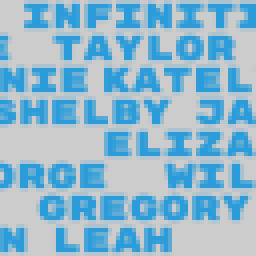 INFINITI
E TAYLOR
NIE KATEL
SHELBY JA
ELIZA
ORGE WIL
GREGORY
N LEAH